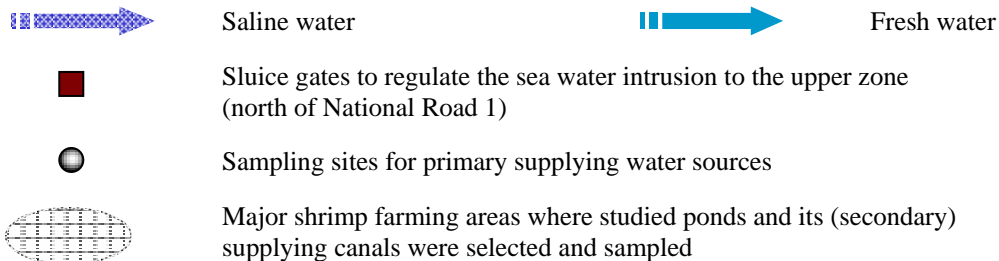 Saline water Fresh water
Sluice gates to regulate the sea water intrusion to the upper zone
(north of National Road 1)
Sampling sites for primary supplying water sources
Major shrimp farming areas where studied ponds and its (secondary)
supplying canals were selected and sampled